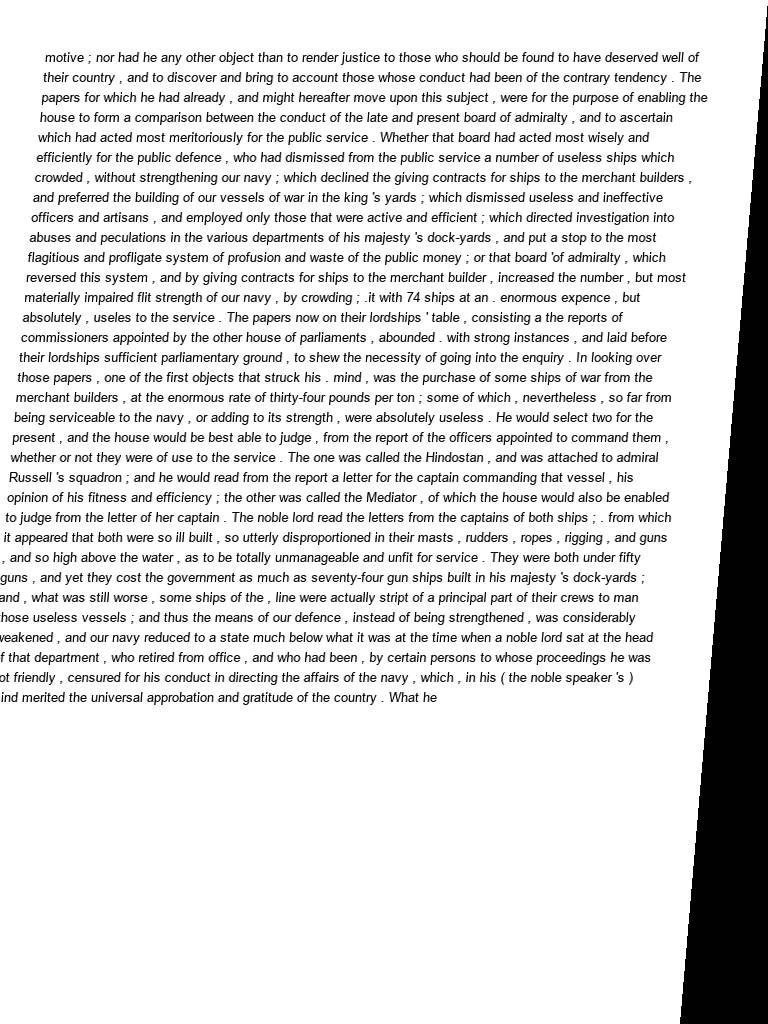 motive ; nor had he any other object than to render justice to those who should be found to have deserved well of
their country , and to discover and bring to account those whose conduct had been of the contrary tendency . The
papers for which he had already , and might hereafter move upon this subject , were for the purpose of enabling the
house to form a comparison between the conduct of the late and present board of admiralty , and to ascertain
which had acted most meritoriously for the public service . Whether that board had acted most wisely and
efficiently for the public defence , who had dismissed from the public service a number of useless ships which
crowded , without strengthening our navy ; which declined the giving contracts for ships to the merchant builders ,
and preferred the building of our vessels of war in the king 's yards ; which dismissed useless and ineffective
officers and artisans , and employed only those that were active and efficient ; which directed investigation into
abuses and peculations in the various departments of his majesty 's dock-yards , and put a stop to the most
flagitious and profligate system of profusion and waste of the public money ; or that board 'of admiralty , which
reversed this system , and by giving contracts for ships to the merchant builder , increased the number , but most
materially impaired flit strength of our navy , by crowding ; .it with 74 ships at an . enormous expence , but
absolutely , useles to the service . The papers now on their lordships ' table , consisting a the reports of
commissioners appointed by the other house of parliaments , abounded . with strong instances , and laid before
their lordships sufficient parliamentary ground , to shew the necessity of going into the enquiry . In looking over
those papers , one of the first objects that struck his . mind , was the purchase of some ships of war from the
merchant builders , at the enormous rate of thirty-four pounds per ton ; some of which , nevertheless , so far from
being serviceable to the navy , or adding to its strength , were absolutely useless . He would select two for the
present , and the house would be best able to judge , from the report of the officers appointed to command them ,
whether or not they were of use to the service . The one was called the Hindostan , and was attached to admiral
Russell 's squadron ; and he would read from the report a letter for the captain commanding that vessel , his
opinion of his fitness and efficiency ; the other was called the Mediator , of which the house would also be enabled
to judge from the letter of her captain . The noble lord read the letters from the captains of both ships ; . from which
it appeared that both were so ill built , so utterly disproportioned in their masts , rudders , ropes , rigging , and guns
, and so high above the water , as to be totally unmanageable and unfit for service . They were both under fifty
guns , and yet they cost the government as much as seventy-four gun ships built in his majesty 's dock-yards ;
and , what was still worse , some ships of the , line were actually stript of a principal part of their crews to man
those useless vessels ; and thus the means of our defence , instead of being strengthened , was considerably
weakened , and our navy reduced to a state much below what it was at the time when a noble lord sat at the head
of that department , who retired from office , and who had been , by certain persons to whose proceedings he was
not friendly , censured for his conduct in directing the affairs of the navy , which , in his ( the noble speaker 's )
mind merited the universal approbation and gratitude of the country . What he